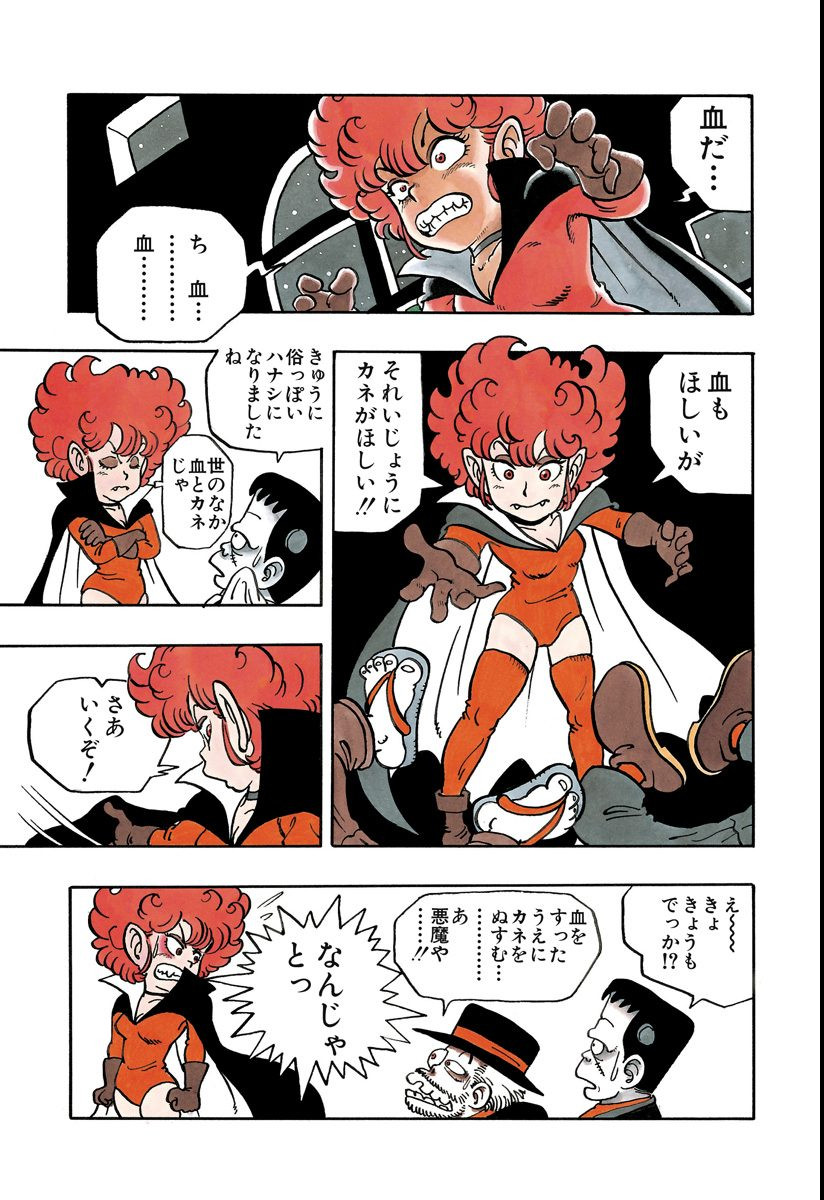 血だ…
ち血…
………
血………
血も
ほしいが
それいじょうに
カネがほしい!!
きゅうに
俗っぽい
ハナシに
なりました
ね
世のなか
血とカネ
じゃ
さあ
いくぞ!
え〜〜〜
きょ
きょうも
でっか!?
血を
すった
うえに
カネを
ぬすむ…
…………
あ
悪魔や
……!!
なんじゃ
とっ